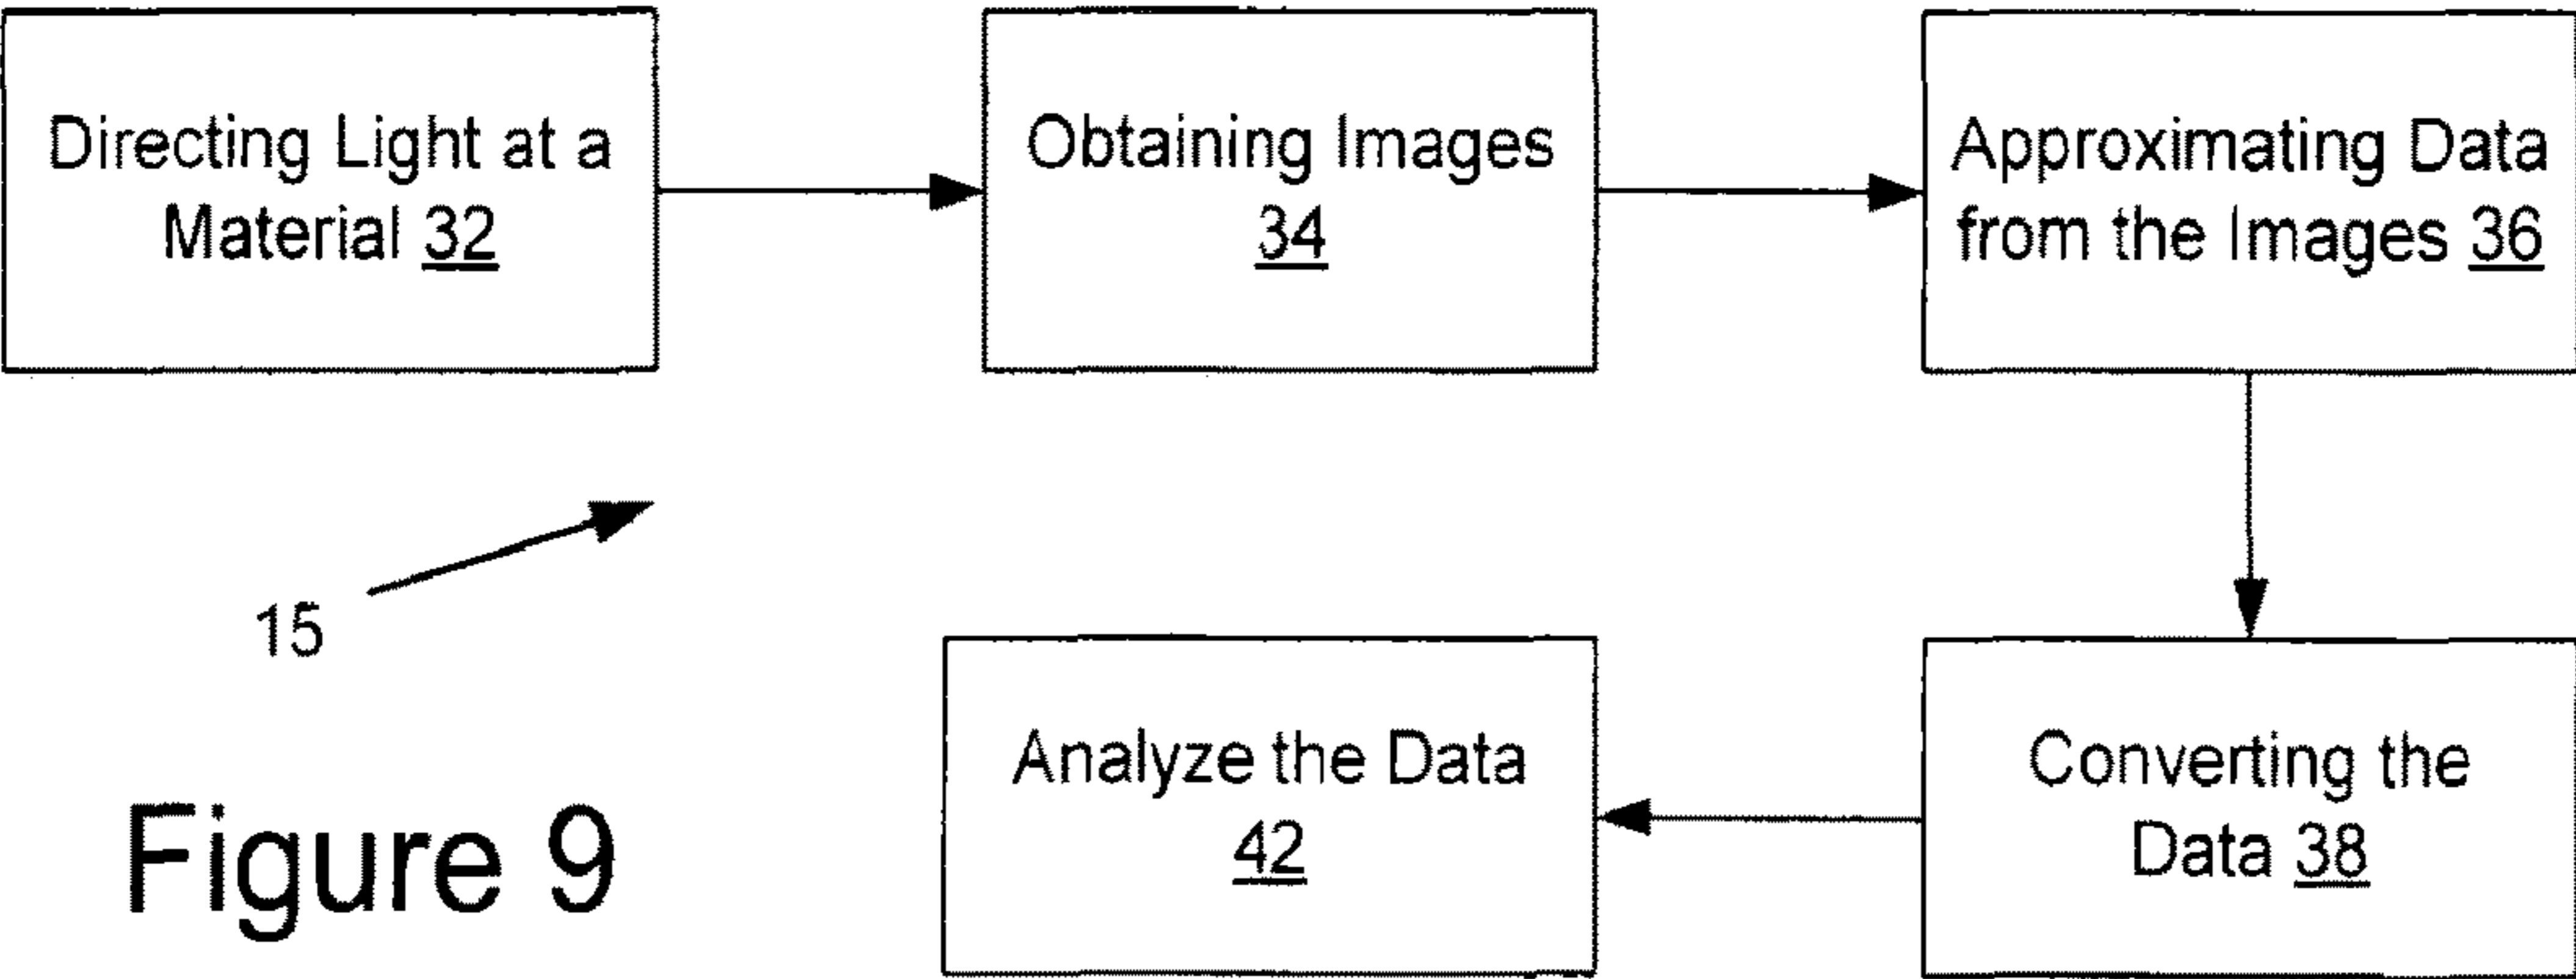 Directing Light at a
Material 32
Obtaining Images
34
Approximating Data
from the Images 36
15
Analyze the Data
42
Converting the
Data 38
Figure 9